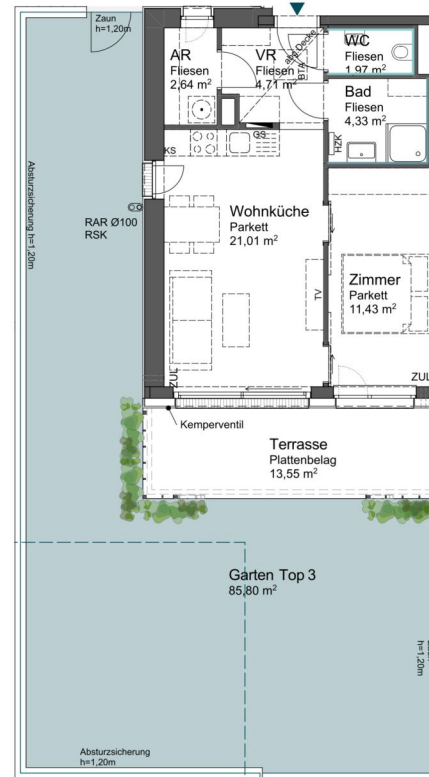 Zaun
h=1,20m
AR
Fliesen
2,64 m²
VR
Fliesen
4,71 m²
abg.Decke
BTA
WC
Fliesen
1,97 m²
Bad
Fliesen
4,33 m²
HZK
GS
KS
Absturzsicherung h=1,20m
RAR Ø100
RSK
Wohnküche
Parkett
21,01 m²
TV
Zimmer
Parkett
11,43 m²
ZUL
ZUL
Kemperventil
Terrasse
Plattenbelag
13,55 m²
Garten Top 3
85,80 m²
h=1,20m
Absturzsicherung
h=1,20m